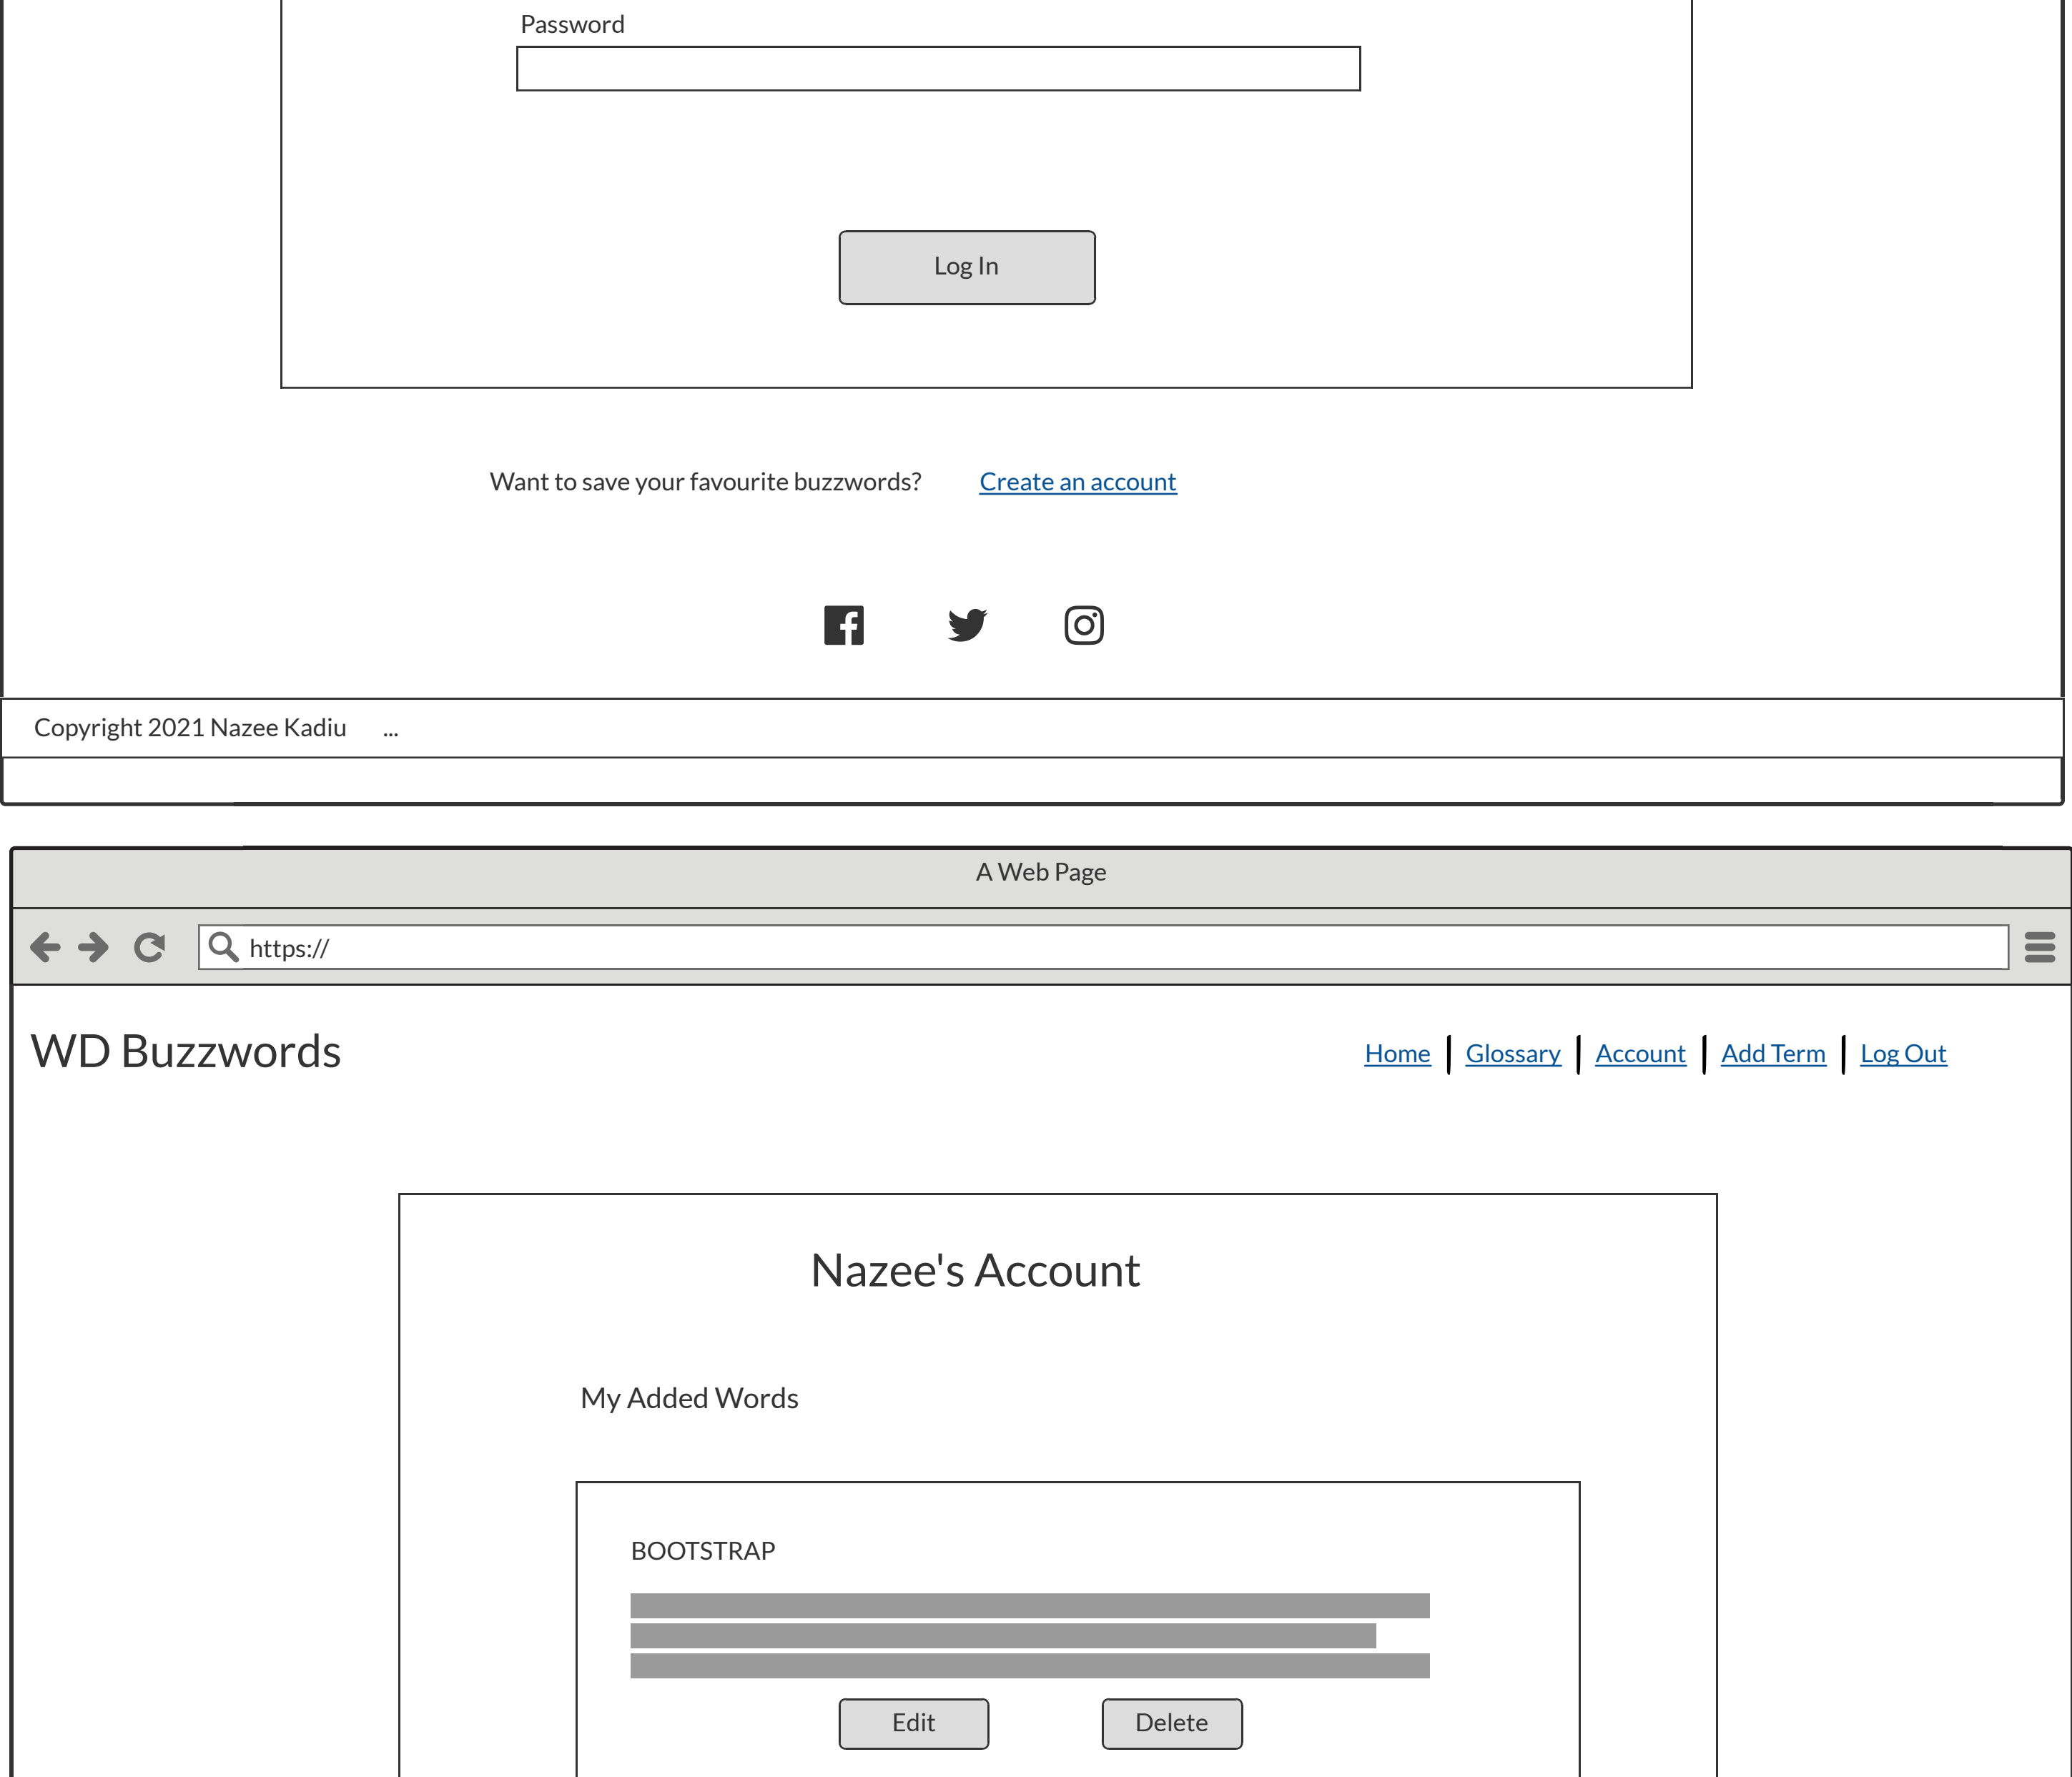 Password
Log In
Want to save your favourite buzzwords? Create an account
Copyright 2021 Nazee Kadiu ...
A Web Page
https://
WD Buzzwords Home Glossary Account Add Term Log Out
Nazee's Account
My Added Words
BOOTSTRAP
Edit Delete